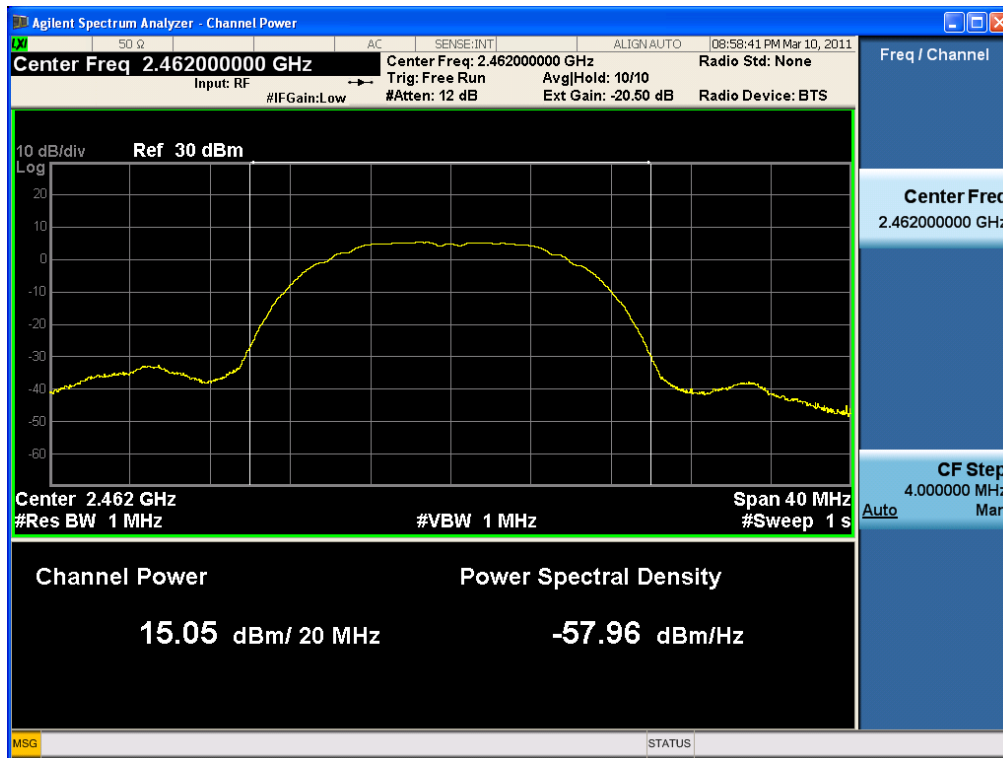 Agilent Spectrum Analyzer - Channel Power
LXI 50 Ω AC SENSE:INT ALIGNAUTO 08:58:41 PM Mar 10, 2011
Center Freq 2.462000000 GHz Center Freq: 2.462000000 GHz Radio Std: None
Input: RF Trig: Free Run Avg|Hold: 10/10
#IFGain:Low #Atten: 12 dB Ext Gain: -20.50 dB Radio Device: BTS
Freq / Channel
10 dB/div Ref 30 dBm
Log
20
10
0
-10
-20
-30
-40
-50
-60
Center 2.462 GHz Span 40 MHz
#Res BW 1 MHz #VBW 1 MHz #Sweep 1 s
Center Freq
2.462000000 GHz
CF Step
4.000000 MHz
Auto Man
Channel Power Power Spectral Density
15.05 dBm/ 20 MHz -57.96 dBm/Hz
MSG STATUS